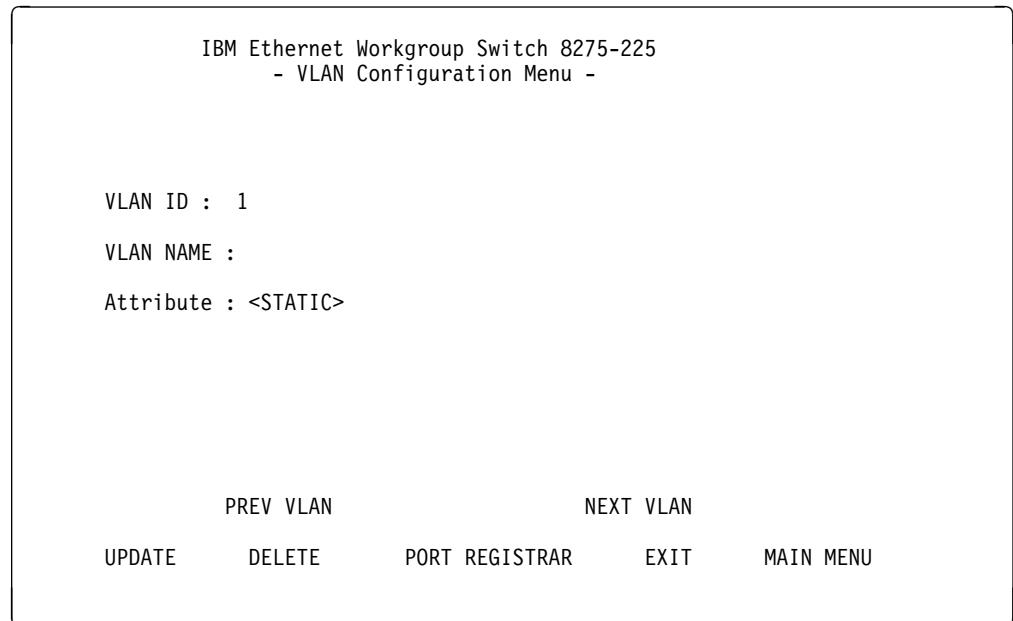 IBM Ethernet Workgroup Switch 8275-225
- VLAN Configuration Menu -
VLAN ID : 1
VLAN NAME :
Attribute : <STATIC>
PREV VLAN NEXT VLAN
UPDATE DELETE PORT REGISTRAR EXIT MAIN MENU